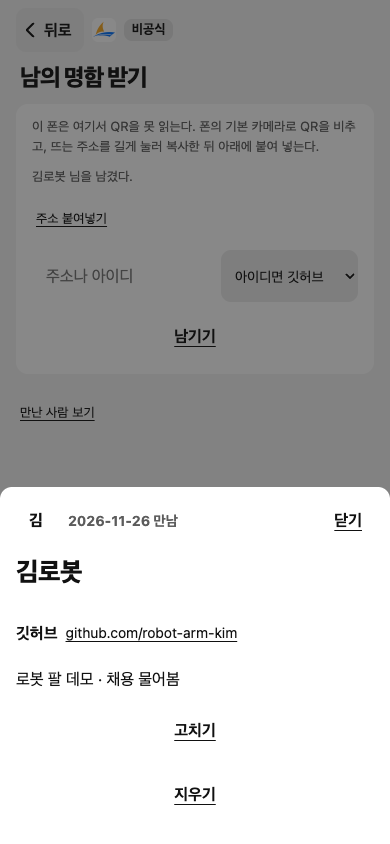 뒤로
비공식
남의 명함 받기
이 폰은 여기서 QR을 못 읽는다. 폰의 기본 카메라로 QR을 비추
고, 뜨는 주소를 길게 눌러 복사한 뒤 아래에 붙여 넣는다.
김로봇 님을 남겼다.
주소 붙여넣기
주소나 아이디 아이디면 깃허브
남기기
만난 사람 보기
김 2026-11-26 만남 닫기
김로봇
깃허브 github.com/robot-arm-kim
로봇 팔 데모 · 채용 물어봄
고치기
지우기